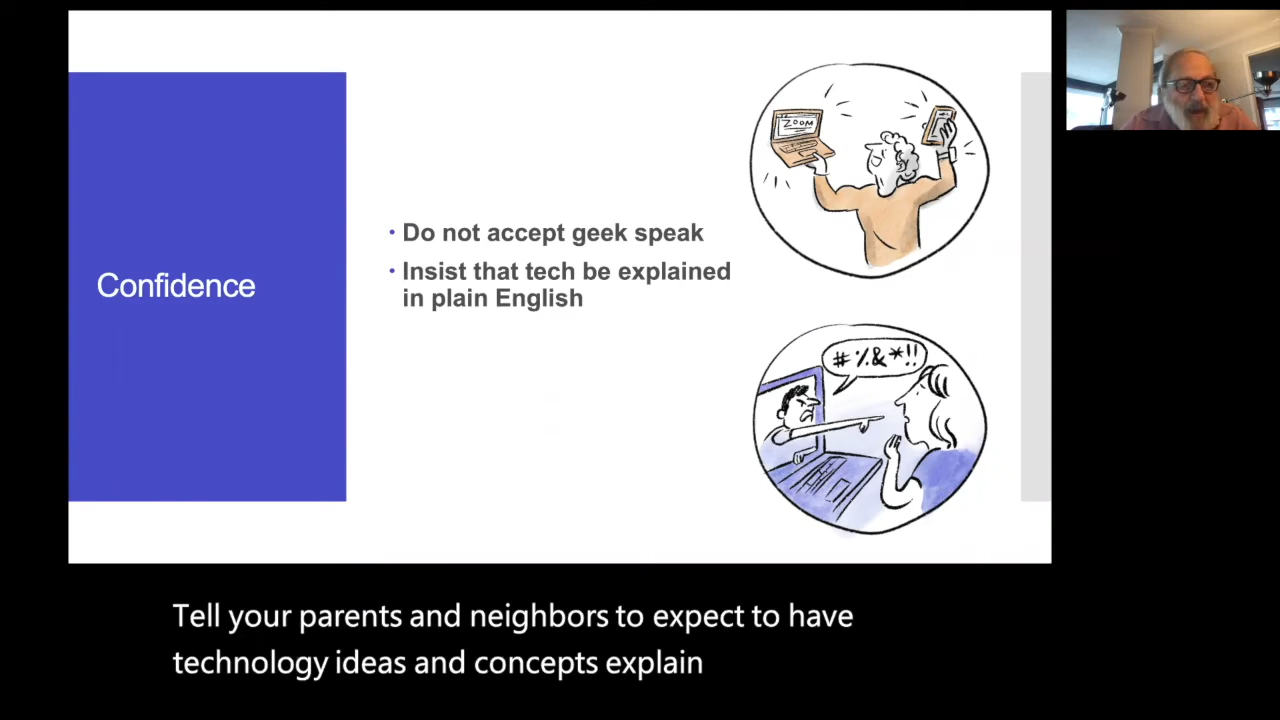 Confidence
• Do not accept geek speak
• Insist that tech be explained
in plain English
ZOOM
#%&*!!
Tell your parents and neighbors to expect to have
technology ideas and concepts explain